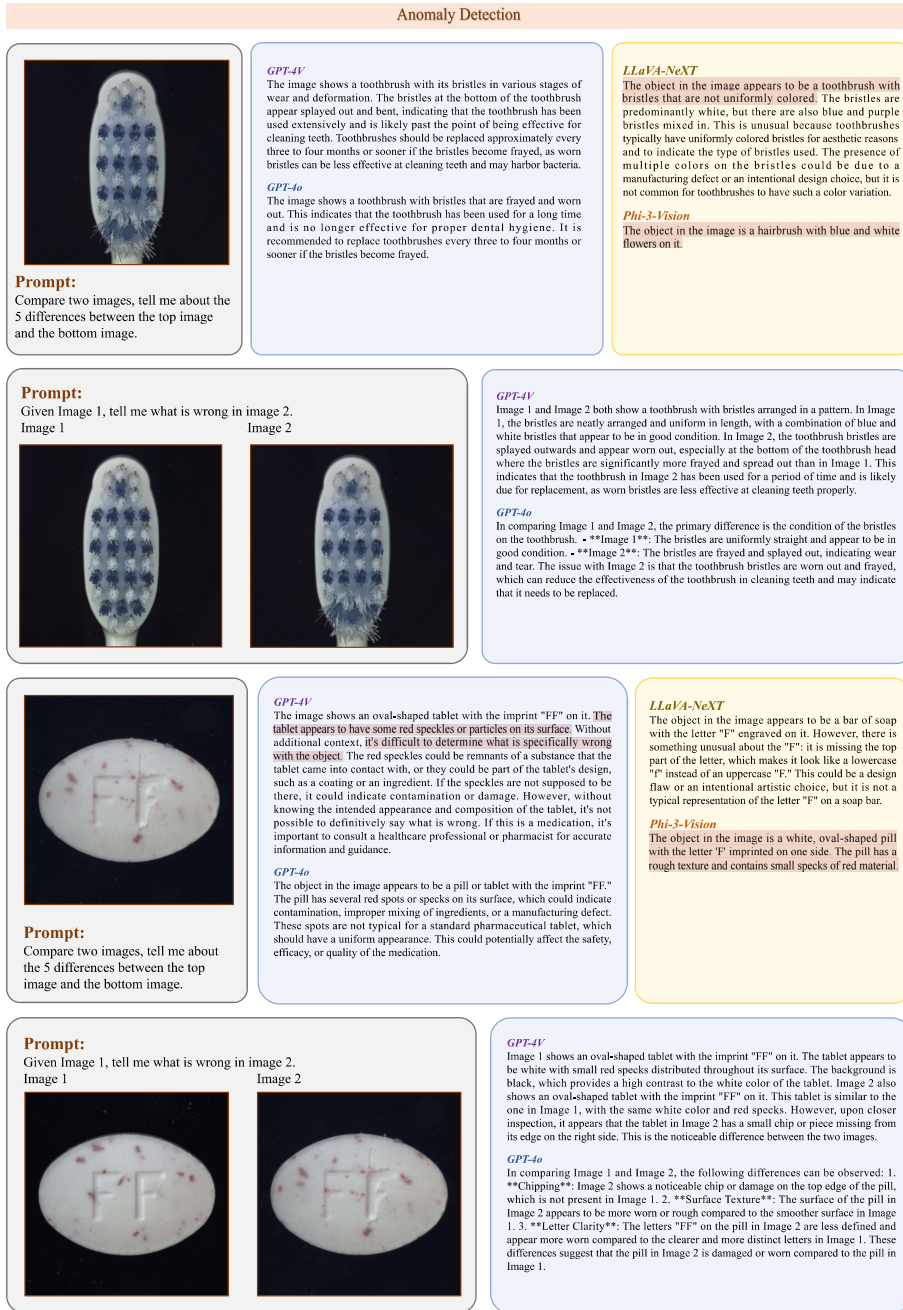 Anomaly Detection
Prompt:
Compare two images, tell me about the
5 differences between the top image
and the bottom image.
GPT-4V
The image shows a toothbrush with its bristles in various stages of
wear and deformation. The bristles at the bottom of the toothbrush
appear splayed out and bent, indicating that the toothbrush has been
used extensively and is likely past the point of being effective for
cleaning teeth. Toothbrushes should be replaced approximately every
three to four months or sooner if the bristles become frayed, as worn
bristles can be less effective at cleaning teeth and may harbor bacteria.
GPT-4o
The image shows a toothbrush with bristles that are frayed and worn
out. This indicates that the toothbrush has been used for a long time
and is no longer effective for proper dental hygiene. It is
recommended to replace toothbrushes every three to four months or
sooner if the bristles become frayed.
LLaVA-NeXT
The object in the image appears to be a toothbrush with
bristles that are not uniformly colored. The bristles are
predominantly white, but there are also blue and purple
bristles mixed in. This is unusual because toothbrushes
typically have uniformly colored bristles for aesthetic reasons
and to indicate the type of bristles used. The presence of
multiple colors on the bristles could be due to a
manufacturing defect or an intentional design choice, but it is
not common for toothbrushes to have such a color variation.
Phi-3-Vision
The object in the image is a hairbrush with blue and white
flowers on it.
Prompt:
Given Image 1, tell me what is wrong in image 2.
Image 1 Image 2
GPT-4V
Image 1 and Image 2 both show a toothbrush with bristles arranged in a pattern. In Image
1, the bristles are neatly arranged and uniform in length, with a combination of blue and
white bristles that appear to be in good condition. In Image 2, the toothbrush bristles are
splayed outwards and appear worn out, especially at the bottom of the toothbrush head
where the bristles are significantly more frayed and spread out than in Image 1. This
indicates that the toothbrush in Image 2 has been used for a period of time and is likely
due for replacement, as worn bristles are less effective at cleaning teeth properly.
GPT-4o
In comparing Image 1 and Image 2, the primary difference is the condition of the bristles
on the toothbrush. - **Image 1**: The bristles are uniformly straight and appear to be in
good condition. - **Image 2**: The bristles are frayed and splayed out, indicating wear
and tear. The issue with Image 2 is that the toothbrush bristles are worn out and frayed,
which can reduce the effectiveness of the toothbrush in cleaning teeth and may indicate
that it needs to be replaced.
FF
Prompt:
Compare two images, tell me about
the 5 differences between the top
image and the bottom image.
GPT-4V
The image shows an oval-shaped tablet with the imprint "FF" on it. The
tablet appears to have some red speckles or particles on its surface. Without
additional context, it's difficult to determine what is specifically wrong
with the object. The red speckles could be remnants of a substance that the
tablet came into contact with, or they could be part of the tablet's design,
such as a coating or an ingredient. If the speckles are not supposed to be
there, it could indicate contamination or damage. However, without
knowing the intended appearance and composition of the tablet, it's not
possible to definitively say what is wrong. If this is a medication, it's
important to consult a healthcare professional or pharmacist for accurate
information and guidance.
GPT-4o
The object in the image appears to be a pill or tablet with the imprint "FF."
The pill has several red spots or specks on its surface, which could indicate
contamination, improper mixing of ingredients, or a manufacturing defect.
These spots are not typical for a standard pharmaceutical tablet, which
should have a uniform appearance. This could potentially affect the safety,
efficacy, or quality of the medication.
LLaVA-NeXT
The object in the image appears to be a bar of soap
with the letter "F" engraved on it. However, there is
something unusual about the "F": it is missing the top
part of the letter, which makes it look like a lowercase
"f" instead of an uppercase "F." This could be a design
flaw or an intentional artistic choice, but it is not a
typical representation of the letter "F" on a soap bar.
Phi-3-Vision
The object in the image is a white, oval-shaped pill
with the letter 'F' imprinted on one side. The pill has a
rough texture and contains small specks of red material.
Prompt:
Given Image 1, tell me what is wrong in image 2.
Image 1 Image 2
FF FF
GPT-4V
Image 1 shows an oval-shaped tablet with the imprint "FF" on it. The tablet appears to
be white with small red specks distributed throughout its surface. The background is
black, which provides a high contrast to the white color of the tablet. Image 2 also
shows an oval-shaped tablet with the imprint "FF" on it. This tablet is similar to the
one in Image 1, with the same white color and red specks. However, upon closer
inspection, it appears that the tablet in Image 2 has a small chip or piece missing from
its edge on the right side. This is the noticeable difference between the two images.
GPT-4o
In comparing Image 1 and Image 2, the following differences can be observed: 1.
**Chipping**: Image 2 shows a noticeable chip or damage on the top edge of the pill,
which is not present in Image 1. 2. **Surface Texture**: The surface of the pill in
Image 2 appears to be more worn or rough compared to the smoother surface in Image
1. 3. **Letter Clarity**: The letters "FF" on the pill in Image 2 are less defined and
appear more worn compared to the clearer and more distinct letters in Image 1. These
differences suggest that the pill in Image 2 is damaged or worn compared to the pill in
Image 1.